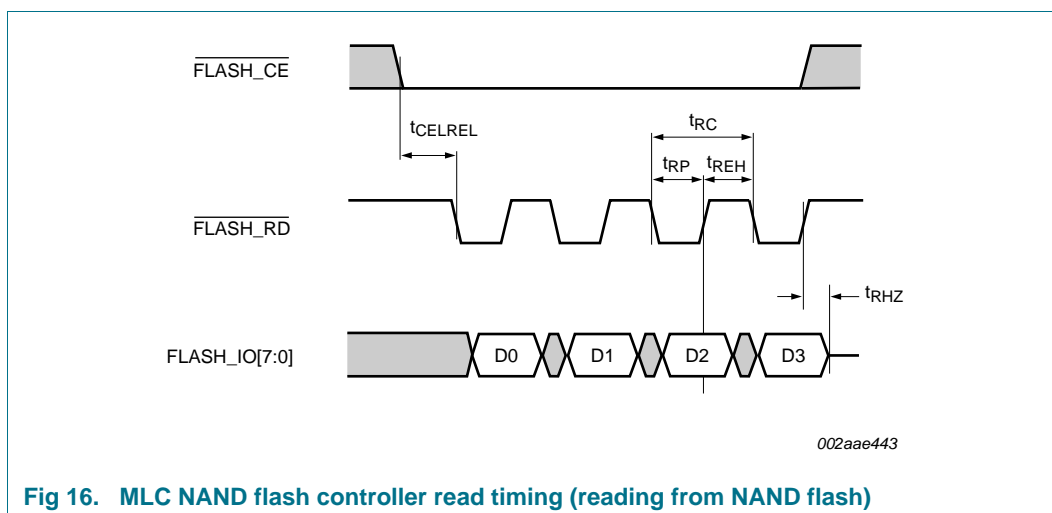 FLASH_CE
tCELREL
tRC
tRP
tREH
FLASH_RD
tRHZ
FLASH_IO[7:0]
D0
D1
D2
D3
002aae443
Fig 16. MLC NAND flash controller read timing (reading from NAND flash)